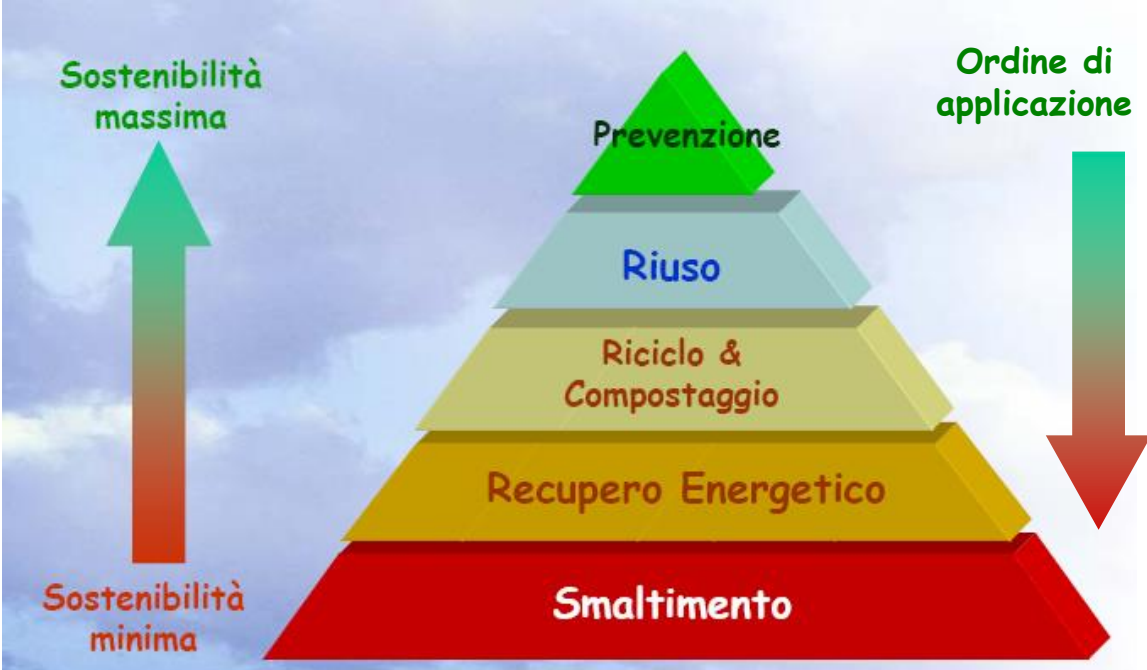 Sostenibilità
massima
Prevenzione
Ordine di
applicazione
Riuso
Riciclo &
Compostaggio
Recupero Energetico
Smaltimento
Sostenibilità
minima